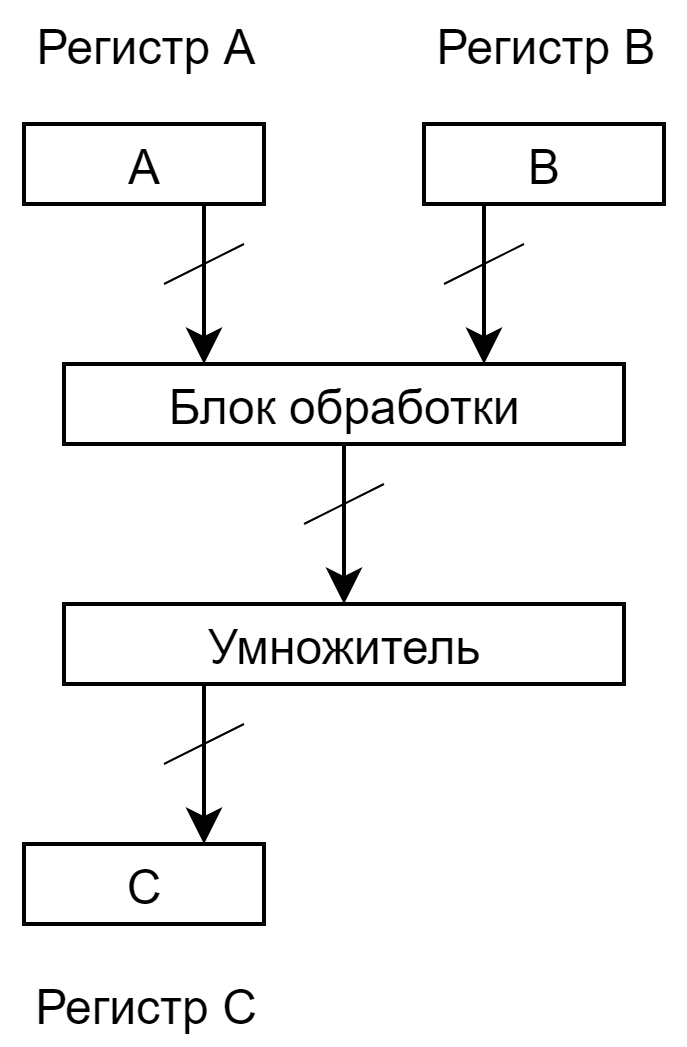 Регистр А
Регистр В
А
В
Блок обработки
Умножитель
С
Регистр С